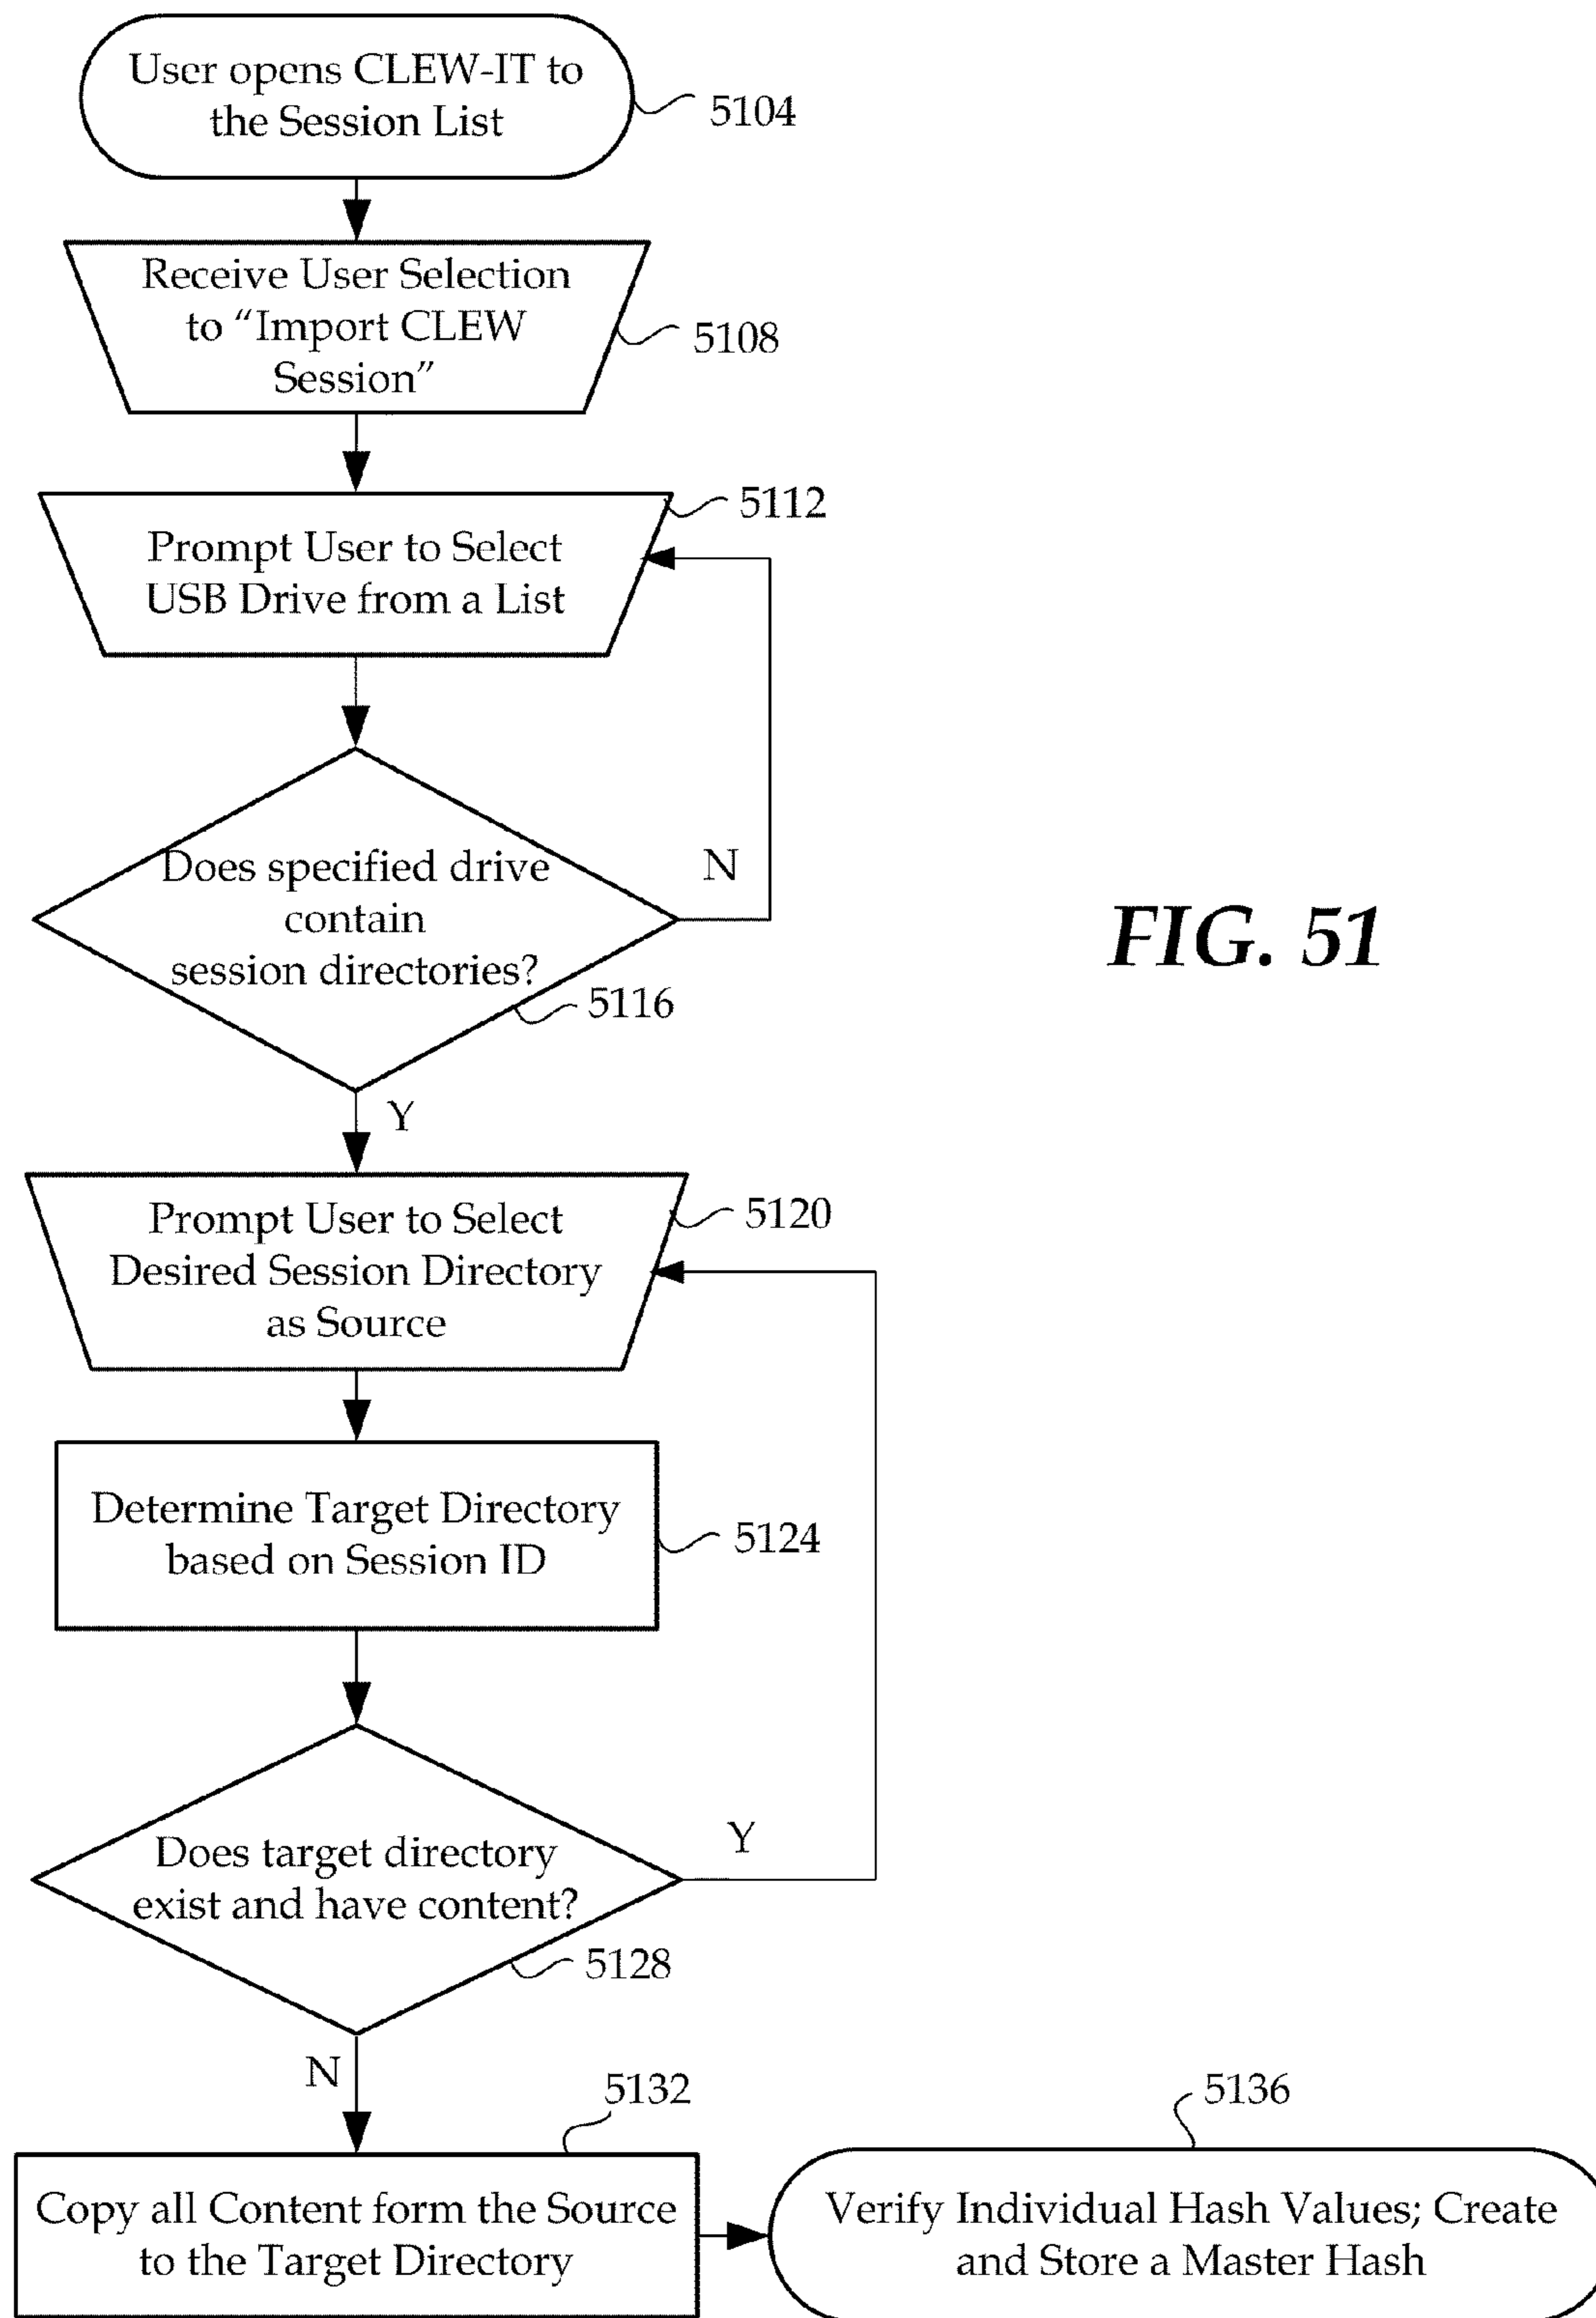 User opens CLEW-IT to
the Session List
5104
Receive User Selection
to “Import CLEW
Session”
5108
5112
Prompt User to Select
USB Drive from a List
Does specified drive
contain
session directories?
N
5116
Y
Prompt User to Select
Desired Session Directory
as Source
5120
Determine Target Directory
based on Session ID
5124
Does target directory
exist and have content?
Y
5128
N
5132
Copy all Content form the Source
to the Target Directory
5136
Verify Individual Hash Values; Create
and Store a Master Hash
FIG. 51